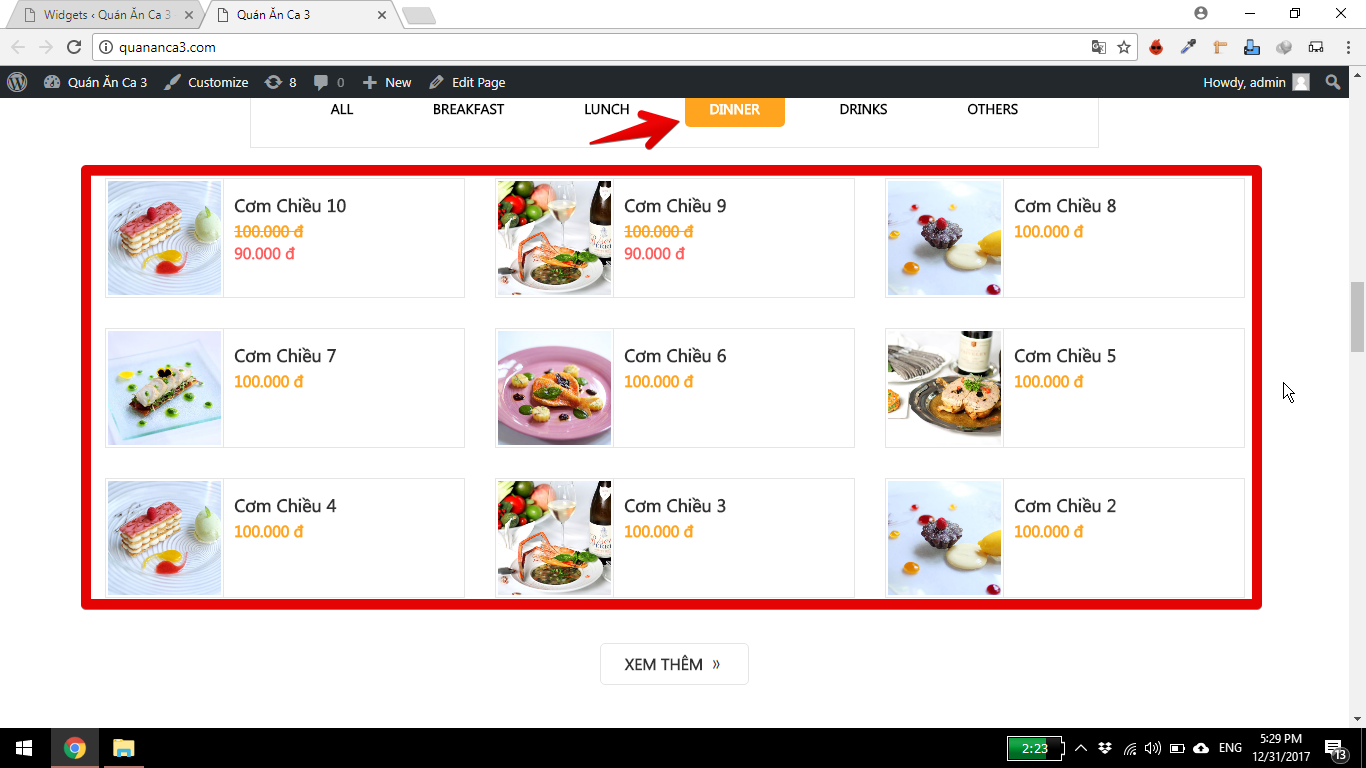 Widgets ‹ Quán Ăn Ca 3
Quán Ăn Ca 3
quananca3.com
Quán Ăn Ca 3
Customize
8
0
New
Edit Page
Howdy, admin
ALL
BREAKFAST
LUNCH
DINNER
DRINKS
OTHERS
Cơm Chiều 10
100.000 đ
90.000 đ
Cơm Chiều 9
100.000 đ
90.000 đ
Cơm Chiều 8
100.000 đ
Cơm Chiều 7
100.000 đ
Cơm Chiều 6
100.000 đ
Cơm Chiều 5
100.000 đ
Cơm Chiều 4
100.000 đ
Cơm Chiều 3
100.000 đ
Cơm Chiều 2
100.000 đ
XEM THÊM »
2:23
ENG
5:29 PM
12/31/2017
13